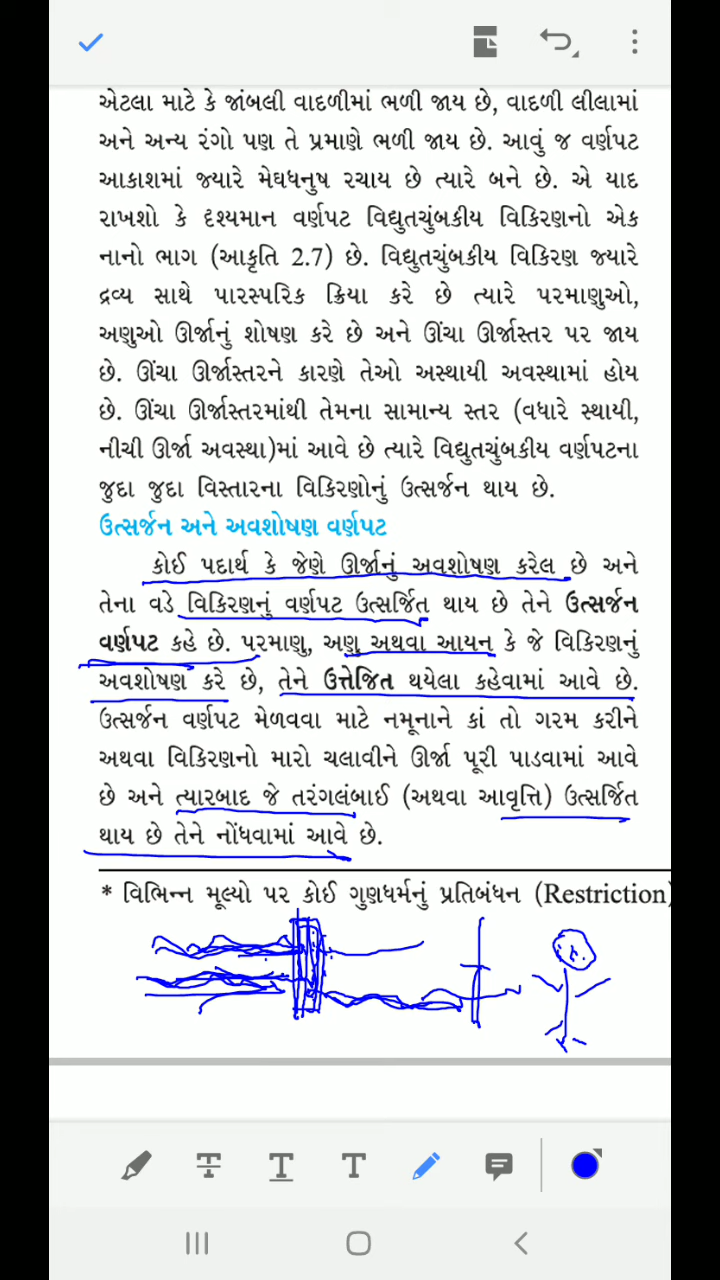 એટલા માટે કે જાંબલી વાદળીમાં ભળી જાય છે, વાદળી લીલામાં
અને અન્ય રંગો પણ તે પ્રમાણે ભળી જાય છે. આવું જ વર્ણપટ
આકાશમાં જ્યારે મેઘધનુષ રચાય છે ત્યારે બને છે. એ યાદ
રાખશો કે દૃશ્યમાન વર્ણપટ વિદ્યુતચુંબકીય વિકિરણનો એક
નાનો ભાગ (આકૃતિ 2.7) છે. વિદ્યુતચુંબકીય વિકિરણ જ્યારે
દ્રવ્ય સાથે પારસ્પરિક ક્રિયા કરે છે ત્યારે પરમાણુઓ,
અણુઓ ઊર્જાનું શોષણ કરે છે અને ઊંચા ઊર્જાસ્તર પર જાય
છે. ઊંચા ઊર્જાસ્તરને કારણે તેઓ અસ્થાયી અવસ્થામાં હોય
છે. ઊંચા ઊર્જાસ્તરમાંથી તેમના સામાન્ય સ્તર (વધારે સ્થાયી,
નીચી ઊર્જા અવસ્થા)માં આવે છે ત્યારે વિદ્યુતચુંબકીય વર્ણપટના
જુદા જુદા વિસ્તારના વિકિરણોનું ઉત્સર્જન થાય છે.
ઉત્સર્જન અને અવશોષણ વર્ણપટ
કોઈ પદાર્થ કે જેણે ઊર્જાનું અવશોષણ કરેલ છે અને
તેના વડે વિકિરણનું વર્ણપટ ઉત્સર્જિત થાય છે તેને ઉત્સર્જન
વર્ણપટ કહે છે. પરમાણુ, અણુ અથવા આયન કે જે વિકિરણનું
અવશોષણ કરે છે, તેને ઉત્તેજિત થયેલા કહેવામાં આવે છે.
ઉત્સર્જન વર્ણપટ મેળવવા માટે નમૂનાને કાં તો ગરમ કરીને
અથવા વિકિરણનો મારો ચલાવીને ઊર્જા પૂરી પાડવામાં આવે
છે અને ત્યારબાદ જે તરંગલંબાઈ (અથવા આવૃત્તિ) ઉત્સર્જિત
થાય છે તેને નોંધવામાં આવે છે.
* વિભિન્ન મૂલ્યો પર કોઈ ગુણધર્મનું પ્રતિબંધન (Restriction)